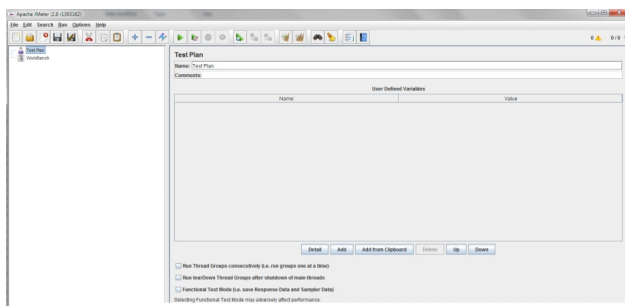 Apache JMeter (2.8 r1393162)
File Edit Search Run Options Help
0 0 / 0
Test Plan
WorkBench
Test Plan
Name: Test Plan
Comments:
User Defined Variables
Name: Value
Detail Add Add from Clipboard Delete Up Down
Run Thread Groups consecutively (i.e. run groups one at a time)
Run tearDown Thread Groups after shutdown of main threads
Functional Test Mode (i.e. save Response Data and Sampler Data)
Selecting Functional Test Mode may adversely affect performance.